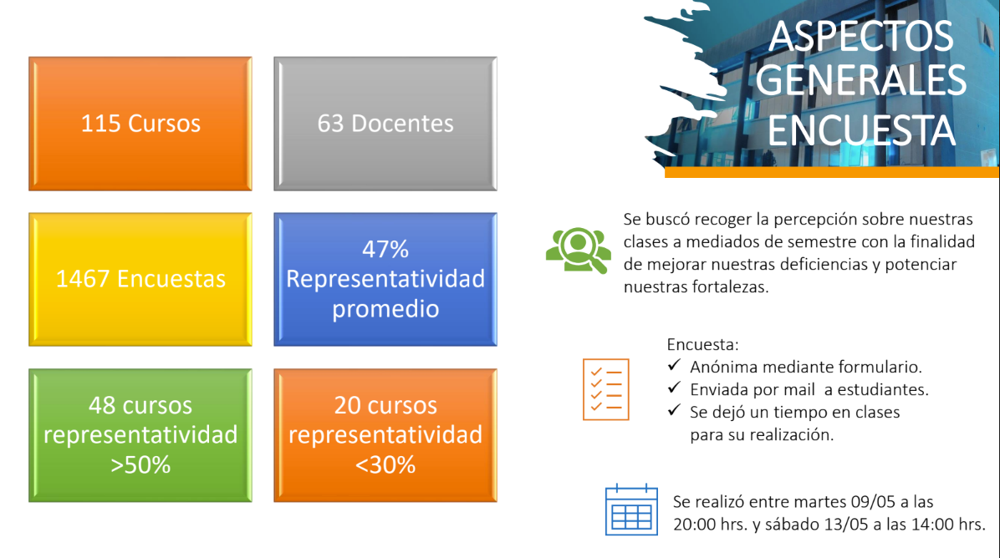 ASPECTOS
GENERALES
ENCUESTA
115 Cursos
63 Docentes
1467 Encuestas
47%
Representatividad
promedio
48 cursos
representatividad
>50%
20 cursos
representatividad
<30%
Se buscó recoger la percepción sobre nuestras
clases a mediados de semestre con la finalidad
de mejorar nuestras deficiencias y potenciar
nuestras fortalezas.
Encuesta:
✓ Anónima mediante formulario.
✓ Enviada por mail a estudiantes.
✓ Se dejó un tiempo en clases
para su realización.
Se realizó entre martes 09/05 a las
20:00 hrs. y sábado 13/05 a las 14:00 hrs.